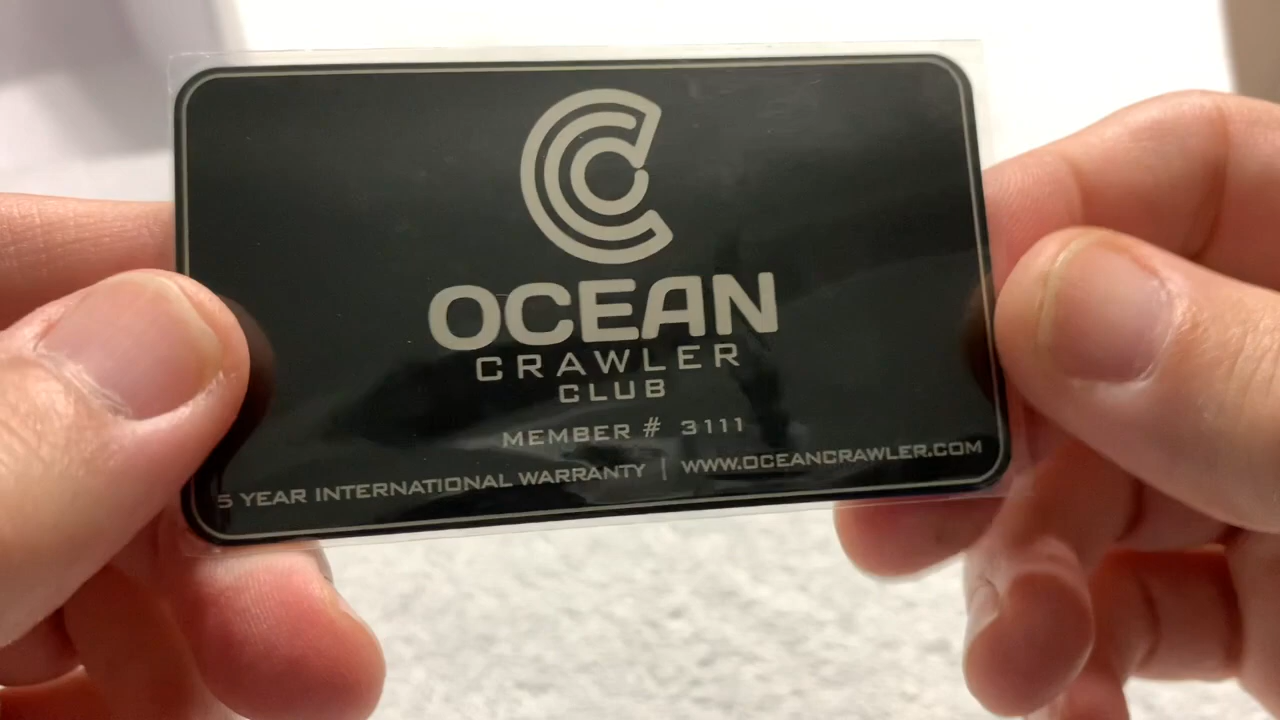 OCEAN
CRAWLER
CLUB
MEMBER # 3111
5 YEAR INTERNATIONAL WARRANTY | WWW.OCEANCRAWLER.COM